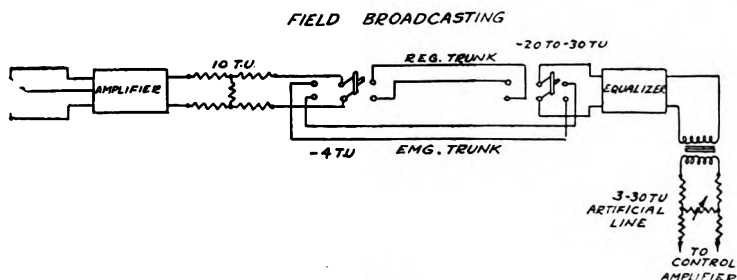 FIELD BROADCASTING
10 T.U.
REG. TRUNK
-20 TO -30 TU
AMPLIFIER
EQUALIZER
-4 T.U
EMG. TRUNK
3-30 TU
ARTIFICIAL
LINE
TO
CONTROL
AMPLIFIER